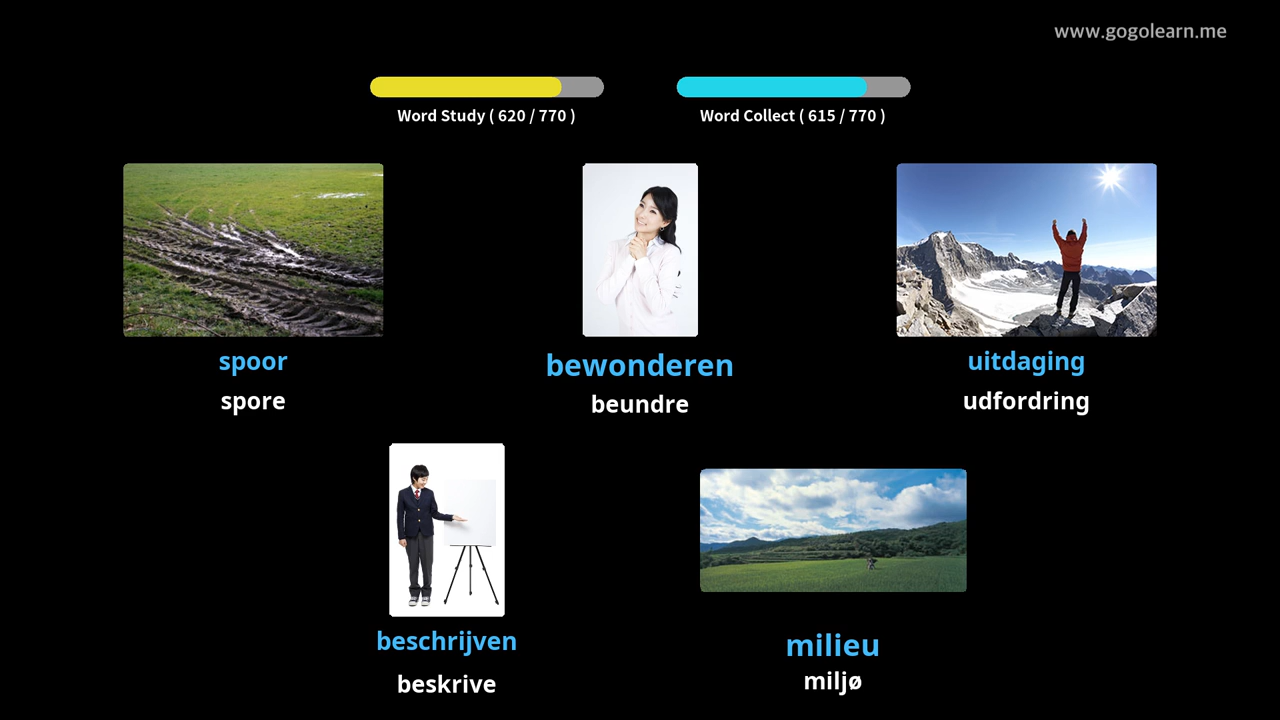 www.gogolearn.me
Word Study ( 620 / 770 )
Word Collect ( 615 / 770 )
spoor
spore
bewonderen
beundre
uitdaging
udfordring
beschrijven
beskrive
milieu
miljø